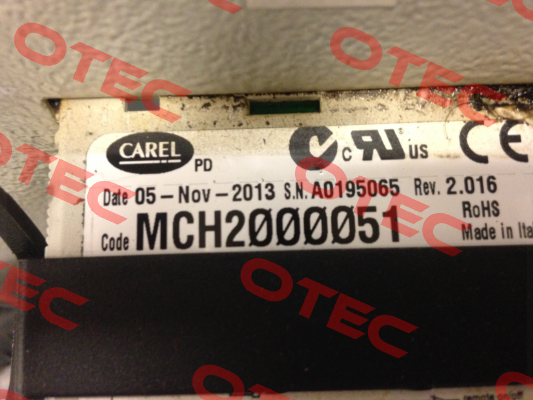 CAREL PD c RU US CE
Date 05-Nov-2013 S.N. A0195065 Rev. 2.016
RoHS
Code MCH2000051 Made in Ita
OTEC